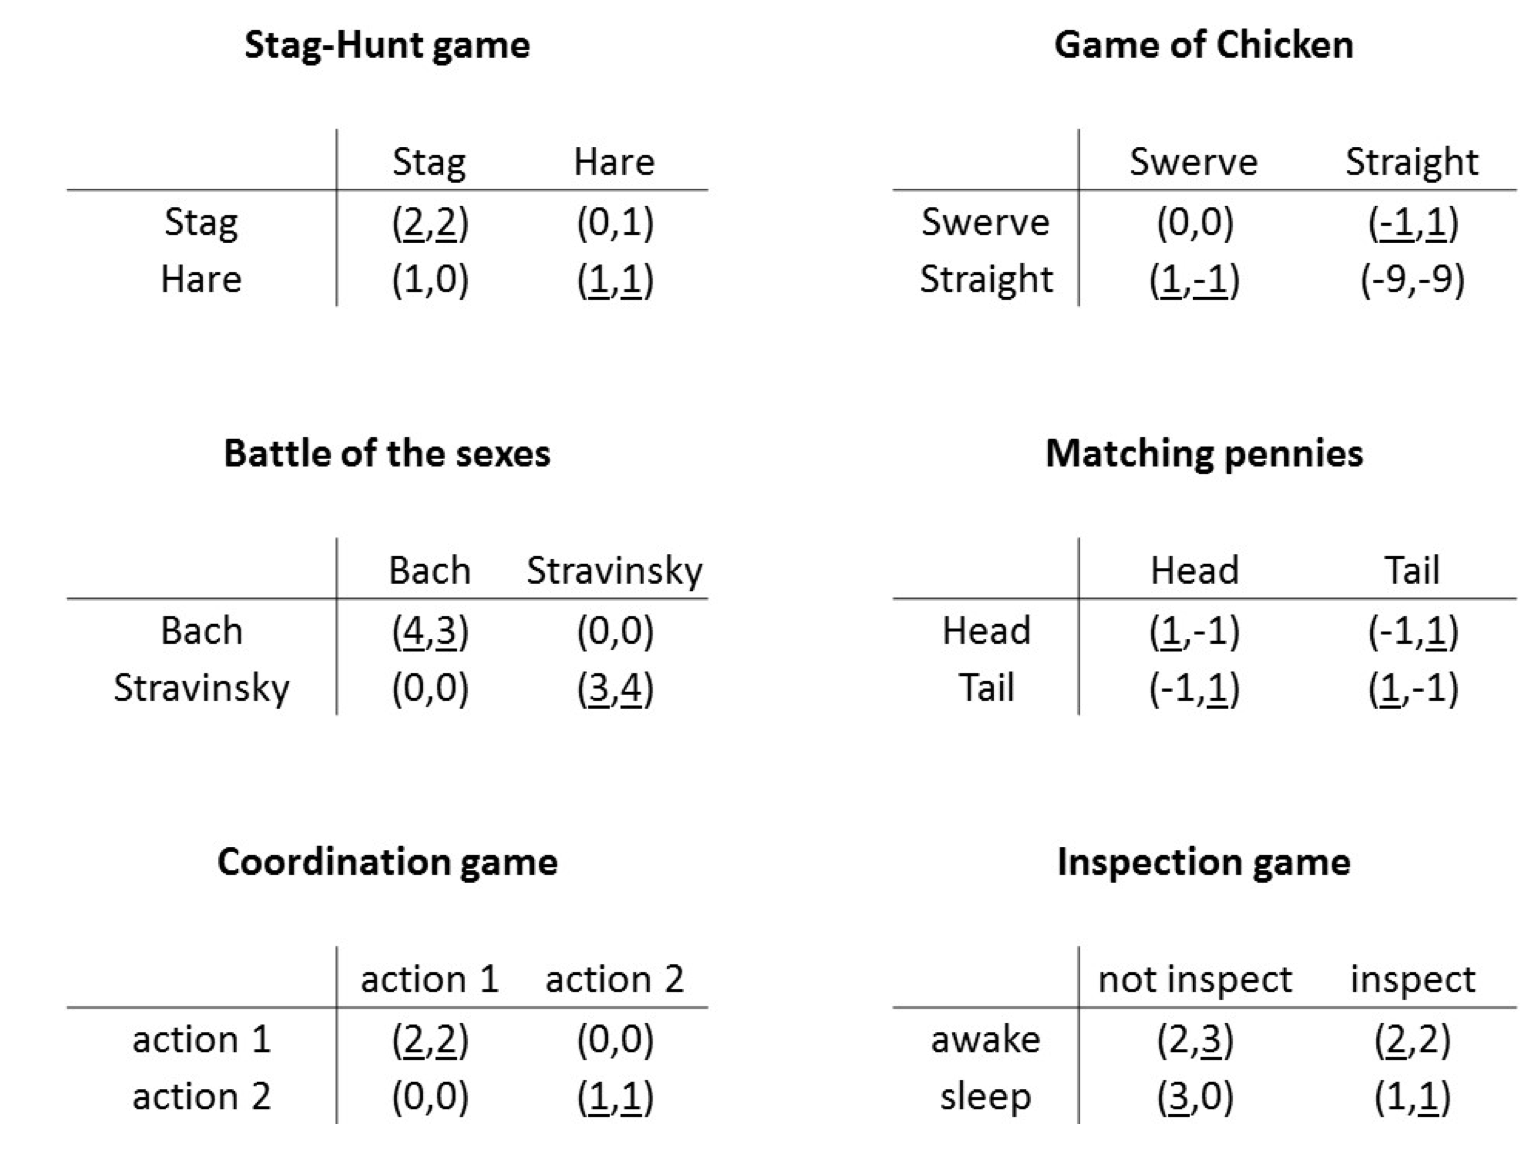 Stag-Hunt game
Stag Hare
Stag (2,2) (0,1)
Hare (1,0) (1,1)
Game of Chicken
Swerve Straight
Swerve (0,0) (-1,1)
Straight (1,-1) (-9,-9)
Battle of the sexes
Bach Stravinsky
Bach (4,3) (0,0)
Stravinsky (0,0) (3,4)
Matching pennies
Head Tail
Head (1,-1) (-1,1)
Tail (-1,1) (1,-1)
Coordination game
action 1 action 2
action 1 (2,2) (0,0)
action 2 (0,0) (1,1)
Inspection game
not inspect inspect
awake (2,3) (2,2)
sleep (3,0) (1,1)